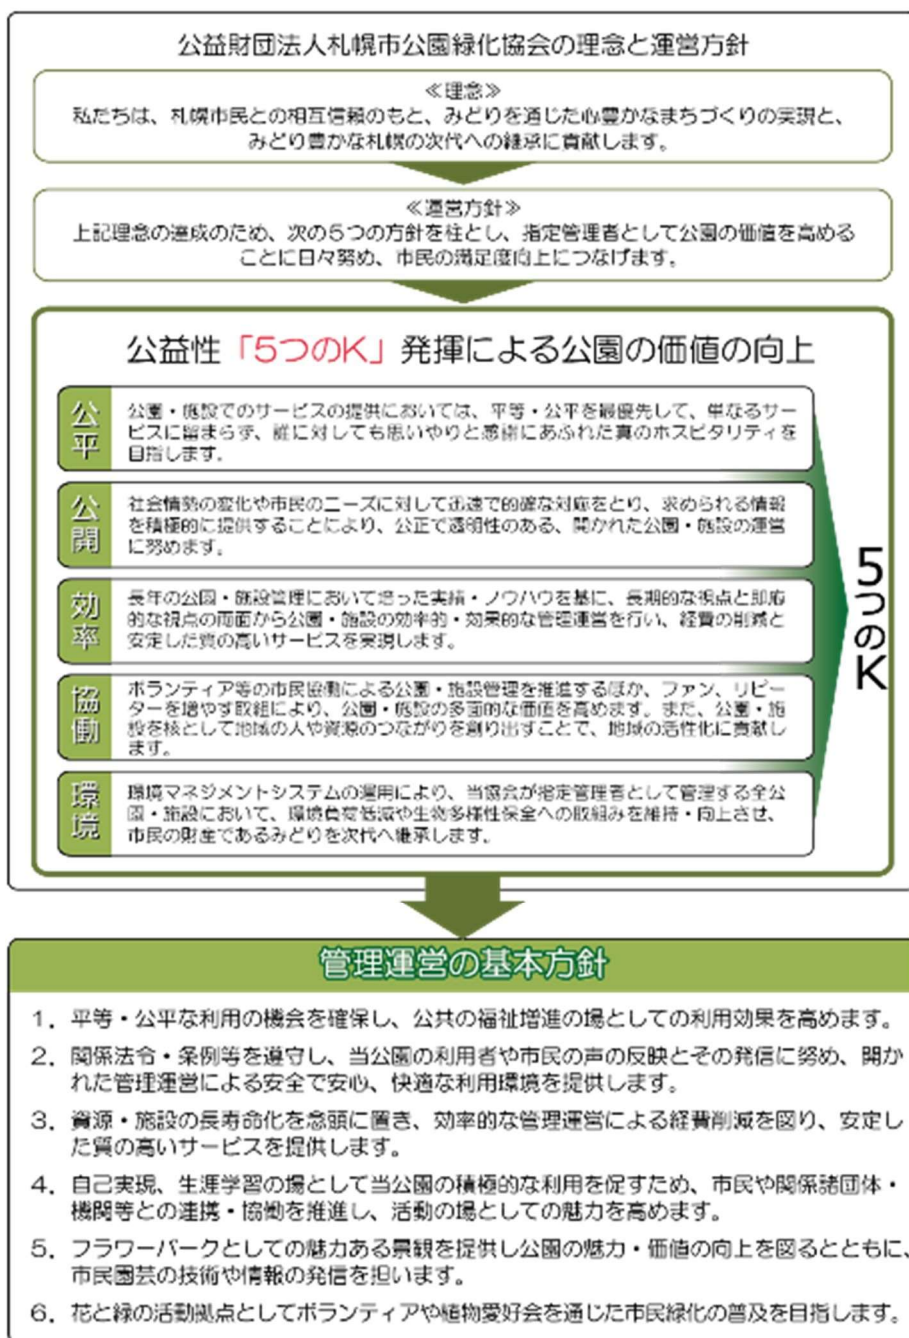 公益財団法人札幌市公園緑化協会の理念と運営方針
≪理念≫
私たちは、札幌市民との相互信頼のもと、みどりを通じた心豊かなまちづくりの実現と、
みどり豊かな札幌の次代への継承に貢献します。
≪運営方針≫
上記理念の達成のため、次の5つの方針を柱とし、指定管理者として公園の価値を高める
ことに日々努め、市民の満足度向上につなげます。
公益性「5つのK」発揮による公園の価値の向上
公平
公園・施設でのサービスの提供においては、平等・公平を最優先して、単なるサー
ビスに留まらず、誰に対しても思いやりと感謝にあふれた真のホスピタリティを
目指します。
公開
社会情勢の変化や市民のニーズに対して迅速で的確な対応をとり、求められる情報
を積極的に提供することにより、公正で透明性のある、開かれた公園・施設の運営
に努めます。
効率
長年の公園・施設管理において培った実績・ノウハウを基に、長期的な視点と即応
的な視点の両面から公園・施設の効率的・効果的な管理運営を行い、経費の削減と
安定した質の高いサービスを実現します。
協働
ボランティア等の市民協働による公園・施設管理を推進するほか、ファン、リピー
ターを増やす取組により、公園・施設の多面的な価値を高めます。また、公園・施
設を核として地域の人や資源のつながりを創り出すことで、地域の活性化に貢献し
ます。
環境
環境マネジメントシステムの運用により、当協会が指定管理者として管理する全公
園・施設において、環境負荷低減や生物多様性保全への取組みを維持・向上させ、
市民の財産であるみどりを次代へ継承します。
5つのK
管理運営の基本方針
1．平等・公平な利用の機会を確保し、公共の福祉増進の場としての利用効果を高めます。
2．関係法令・条例等を遵守し、当公園の利用者や市民の声の反映とその発信に努め、開か
れた管理運営による安全で安心、快適な利用環境を提供します。
3．資源・施設の長寿命化を念頭に置き、効率的な管理運営による経費削減を図り、安定し
た質の高いサービスを提供します。
4．自己実現、生涯学習の場として当公園の積極的な利用を促すため、市民や関係諸団体・
機関等との連携・協働を推進し、活動の場としての魅力を高めます。
5．フラワーパークとしての魅力ある景観を提供し公園の魅力・価値の向上を図るとともに、
市民園芸の技術や情報の発信を担います。
6．花と緑の活動拠点としてボランティアや植物愛好会を通じた市民緑化の普及を目指します。